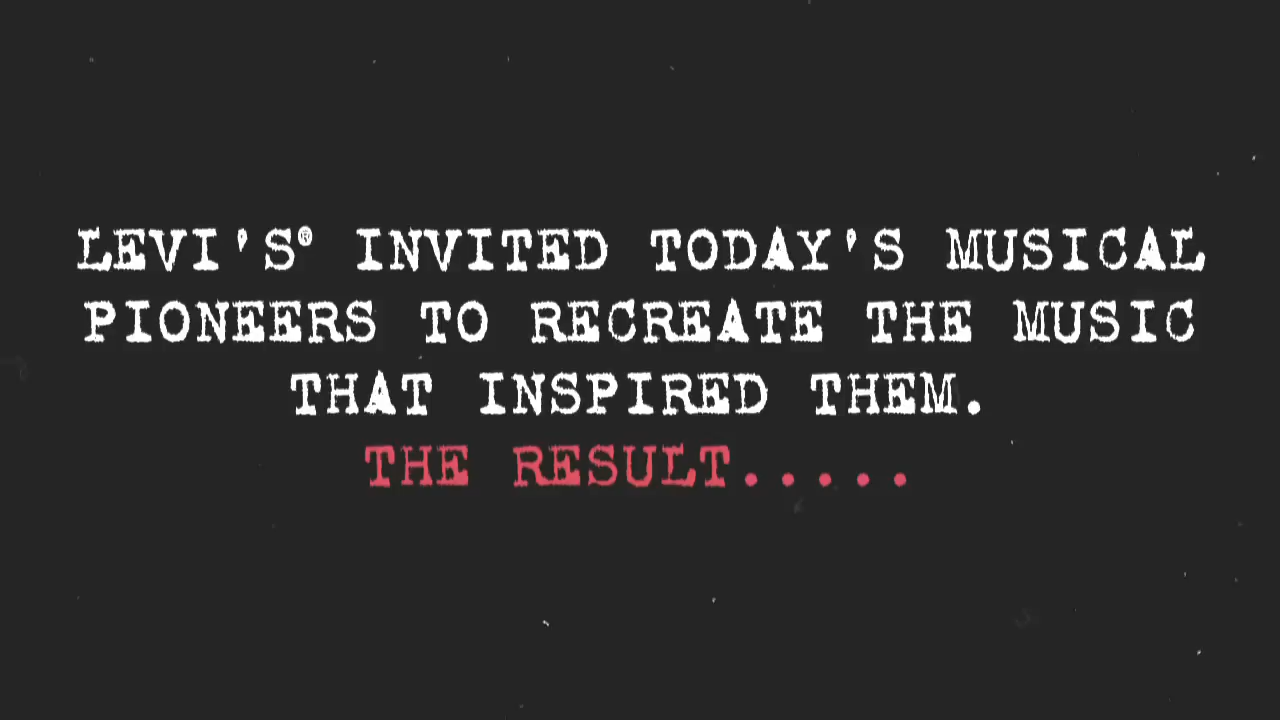 LEVI'S® INVITED TODAY'S MUSICAL
PIONEERS TO RECREATE THE MUSIC
THAT INSPIRED THEM.
THE RESULT.....